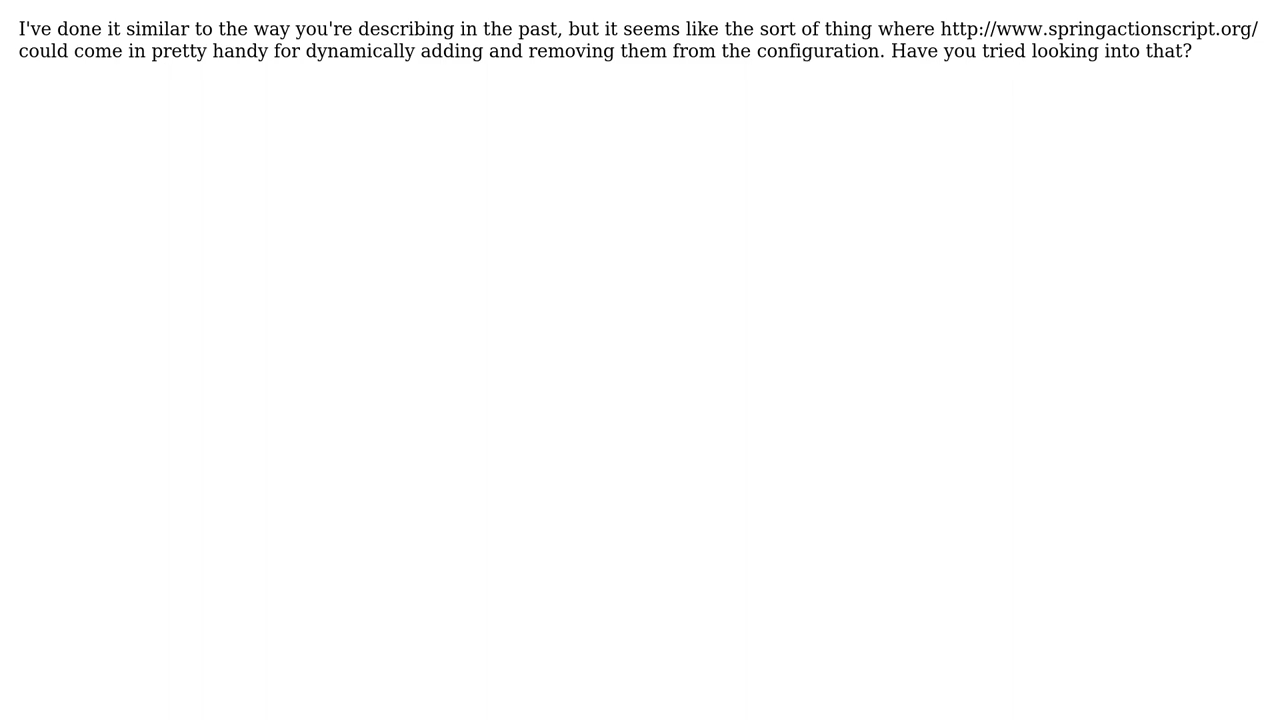 I've done it similar to the way you're describing in the past, but it seems like the sort of thing where http://www.springactionscript.org/
could come in pretty handy for dynamically adding and removing them from the configuration. Have you tried looking into that?